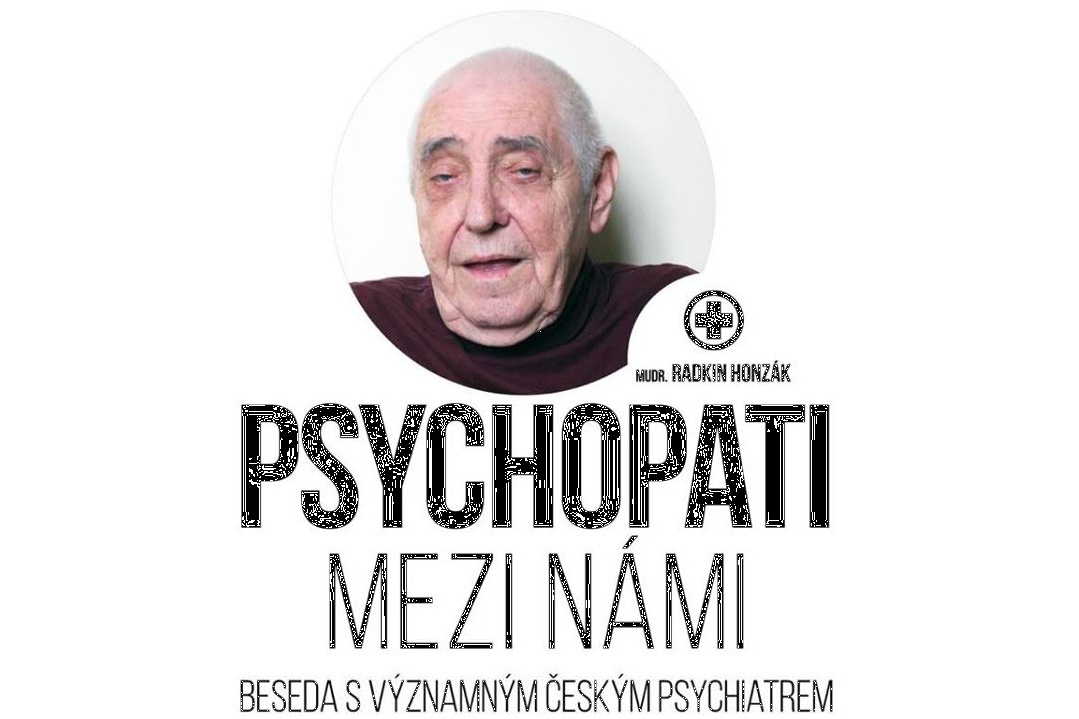 MUDR. RADKIN HONZÁK
PSYCHOPATI
MEZI NÁMI
BESEDA S VÝZNAMNÝM ČESKÝM PSYCHIATREM